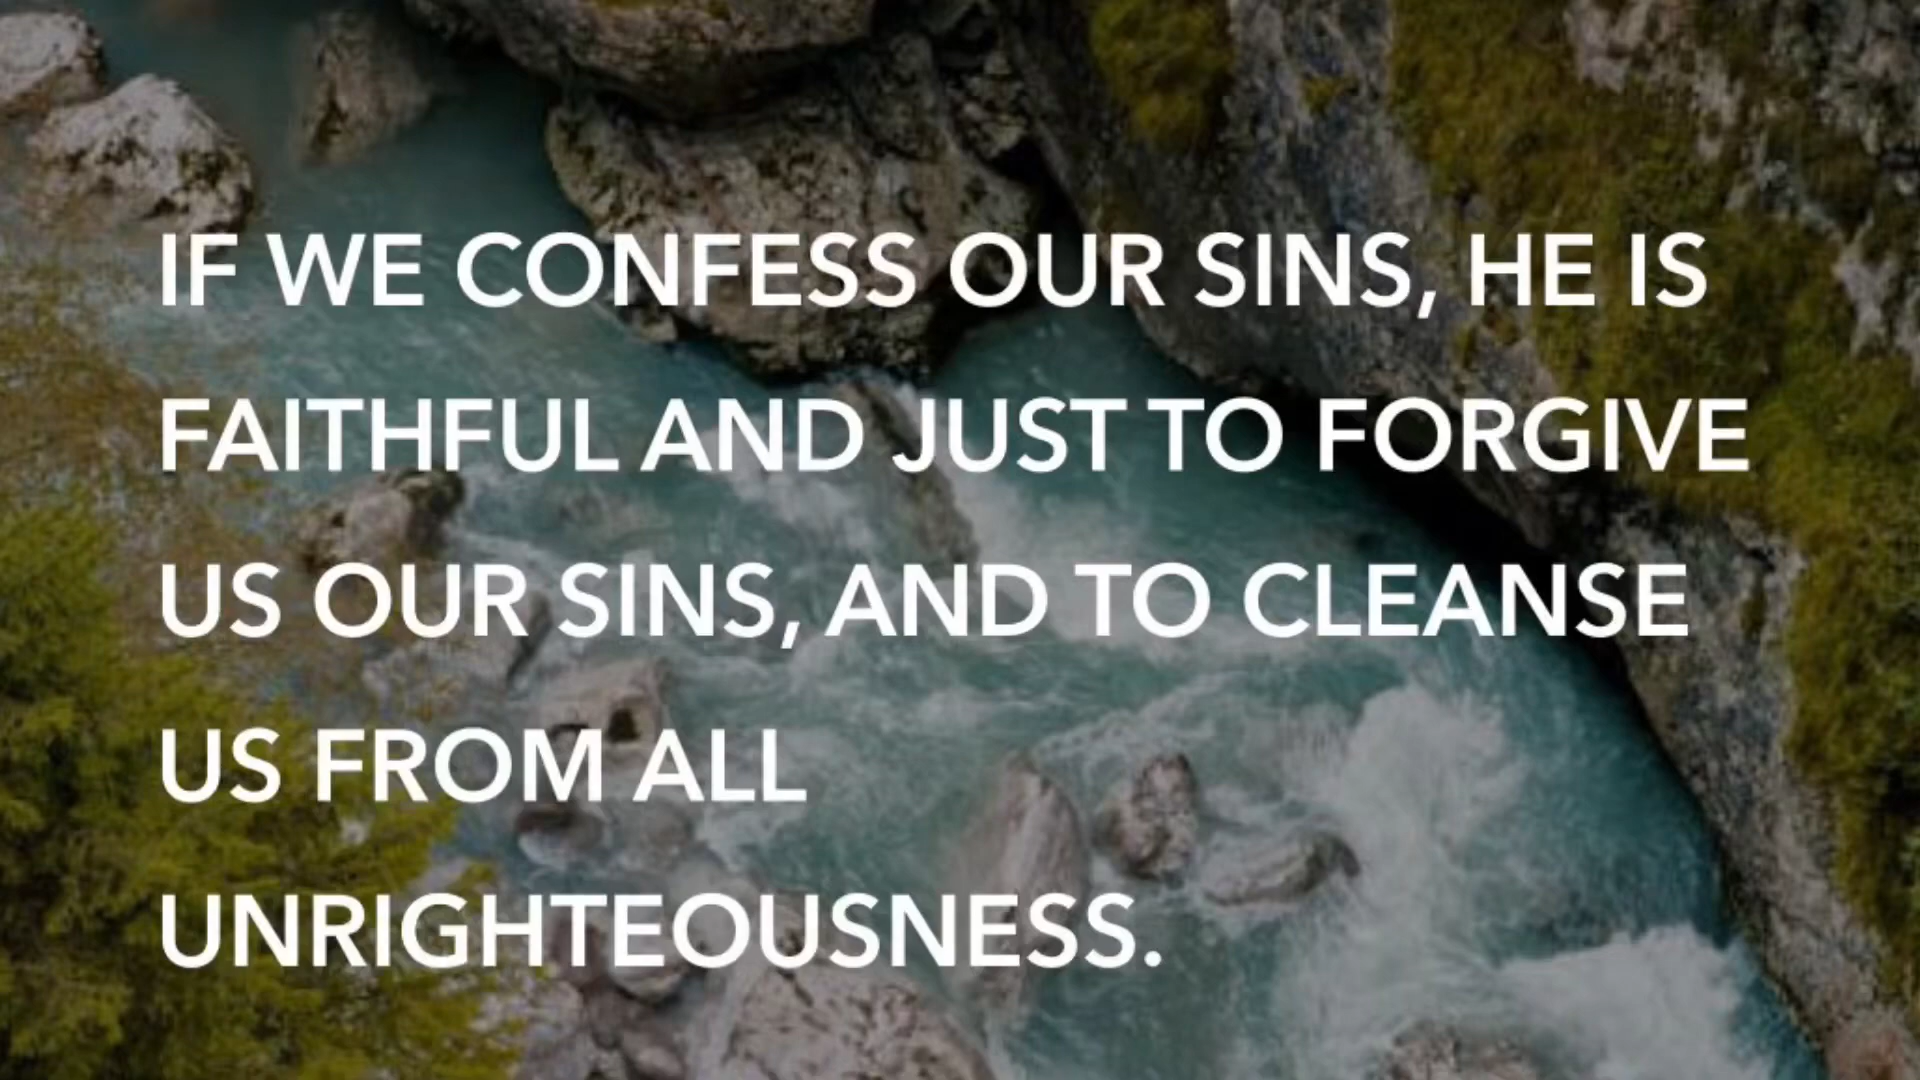 IF WE CONFESS OUR SINS, HE IS
FAITHFUL AND JUST TO FORGIVE
US OUR SINS, AND TO CLEANSE
US FROM ALL
UNRIGHTEOUSNESS.